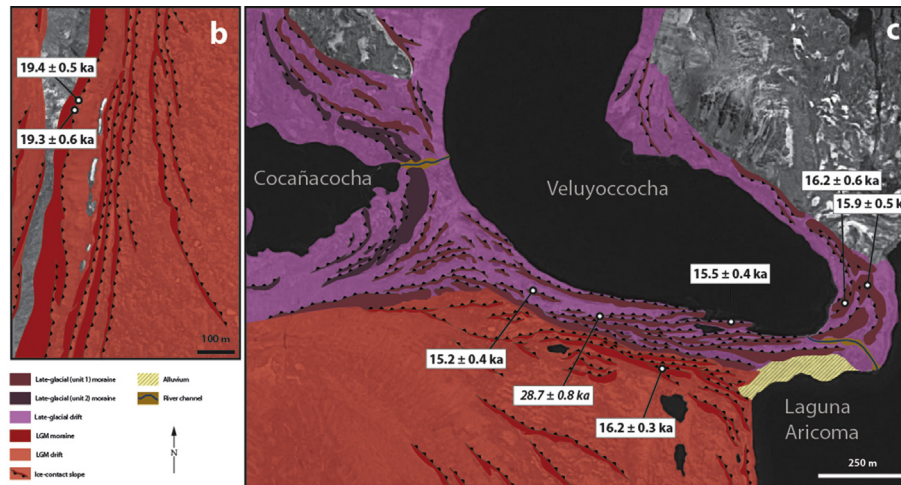 b
19.4 ± 0.5 ka
19.3 ± 0.6 ka
100 m
c
Cocañacocha
Veluyoccocha
16.2 ± 0.6 ka
15.9 ± 0.5 k
15.5 ± 0.4 ka
15.2 ± 0.4 ka
28.7 ± 0.8 ka
16.2 ± 0.3 ka
Laguna
Aricoma
250 m
Late-glacial (unit 1) moraine
Late-glacial (unit 2) moraine
Late-glacial drift
LGM moraine
LGM drift
Ice-contact slope
Alluvium
River channel
N